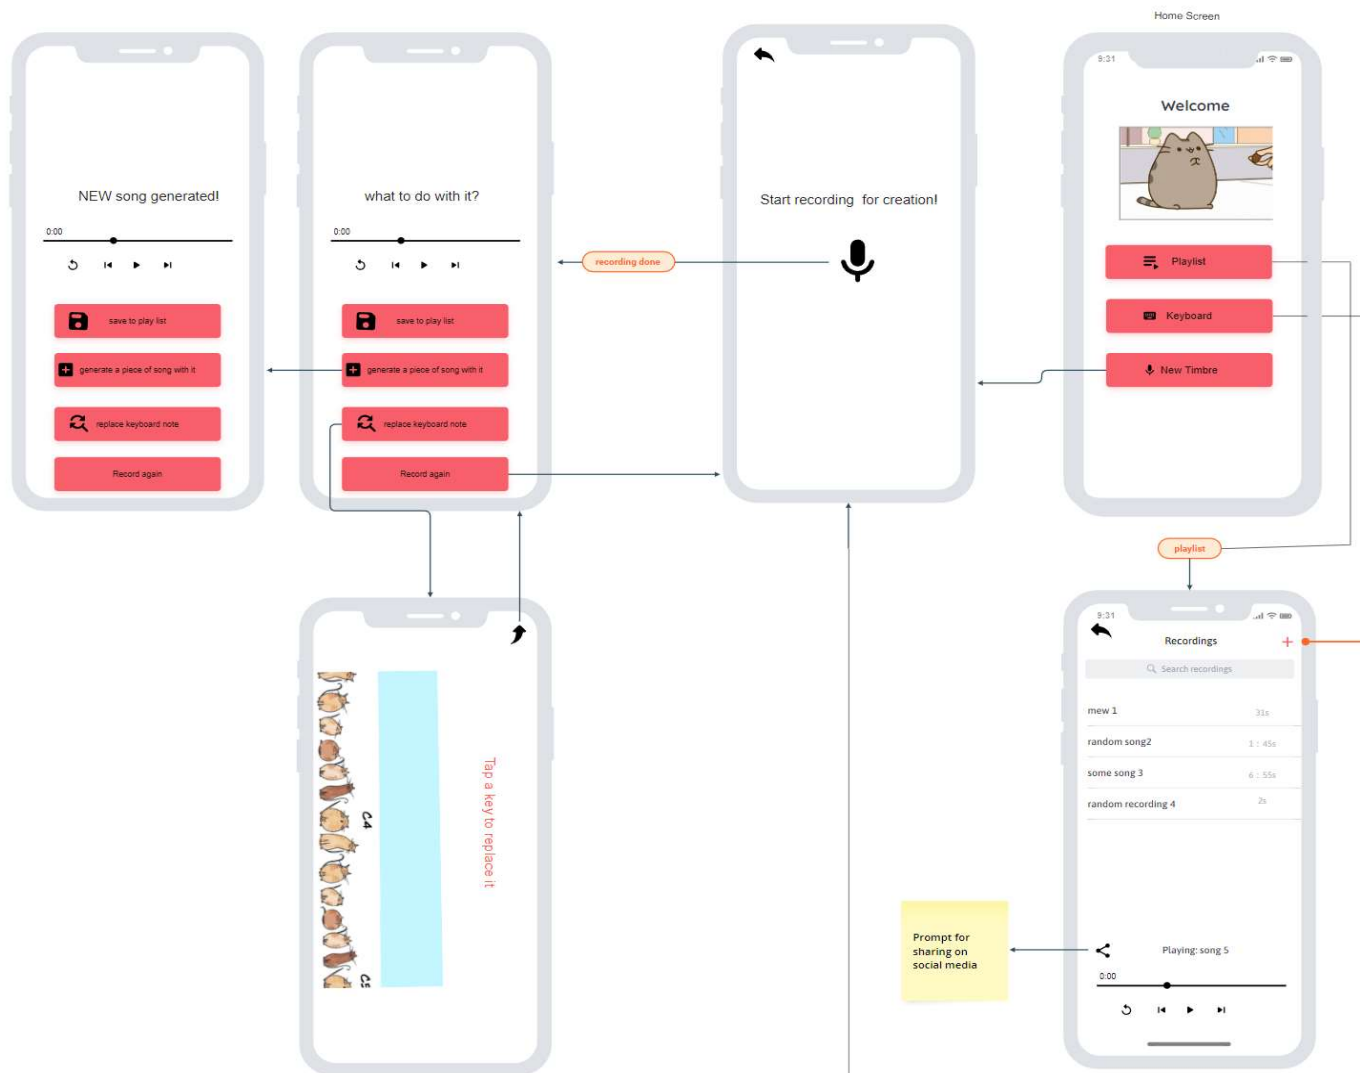 Home Screen
NEW song generated!
0:00
save to play list
generate a piece of song with it
replace keyboard note
Record again
what to do with it?
0:00
save to play list
generate a piece of song with it
replace keyboard note
Record again
recording done
Start recording  for creation!
9:31
Welcome
Playlist
Keyboard
New Timbre
playlist
Tap a key to replace it
C4
C5
9:31
Recordings
+
Search recordings
mew 1
31s
random song2
1 : 45s
some song 3
6 : 55s
random recording 4
2s
Prompt for
sharing on
social media
Playing: song 5
0:00